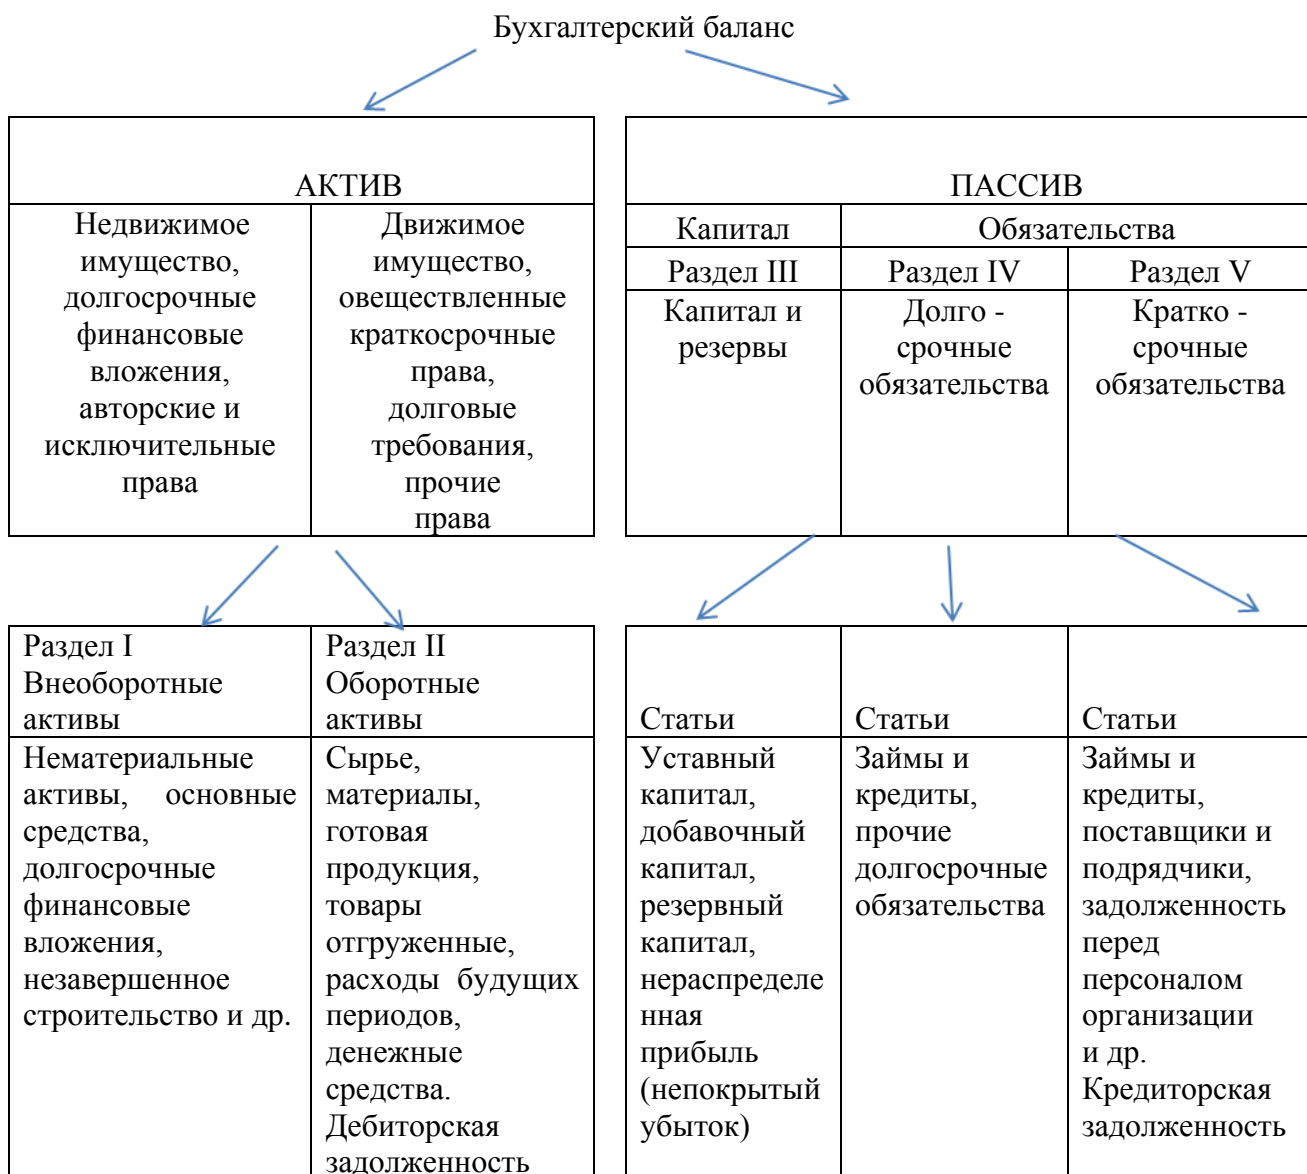 Бухгалтерский баланс
АКТИВ
Недвижимое
имущество,
долгосрочные
финансовые
вложения,
авторские и
исключительные
права
Движимое
имущество,
овеществленные
краткосрочные
права,
долговые
требования,
прочие
права
ПАССИВ
Капитал
Обязательства
Раздел III
Раздел IV
Раздел V
Капитал и
резервы
Долго -
срочные
обязательства
Кратко -
срочные
обязательства
Раздел I
Внеоборотные
активы
Раздел II
Оборотные
активы
Нематериальные
активы, основные
средства,
долгосрочные
финансовые
вложения,
незавершенное
строительство и др.
Сырье,
материалы,
готовая
продукция,
товары
отгруженные,
расходы будущих
периодов,
денежные
средства.
Дебиторская
задолженность
Статьи
Статьи
Статьи
Уставный
капитал,
добавочный
капитал,
резервный
капитал,
нераспределе
нная
прибыль
(непокрытый
убыток)
Займы и
кредиты,
прочие
долгосрочные
обязательства
Займы и
кредиты,
поставщики и
подрядчики,
задолженность
перед
персоналом
организации
и др.
Кредиторская
задолженность